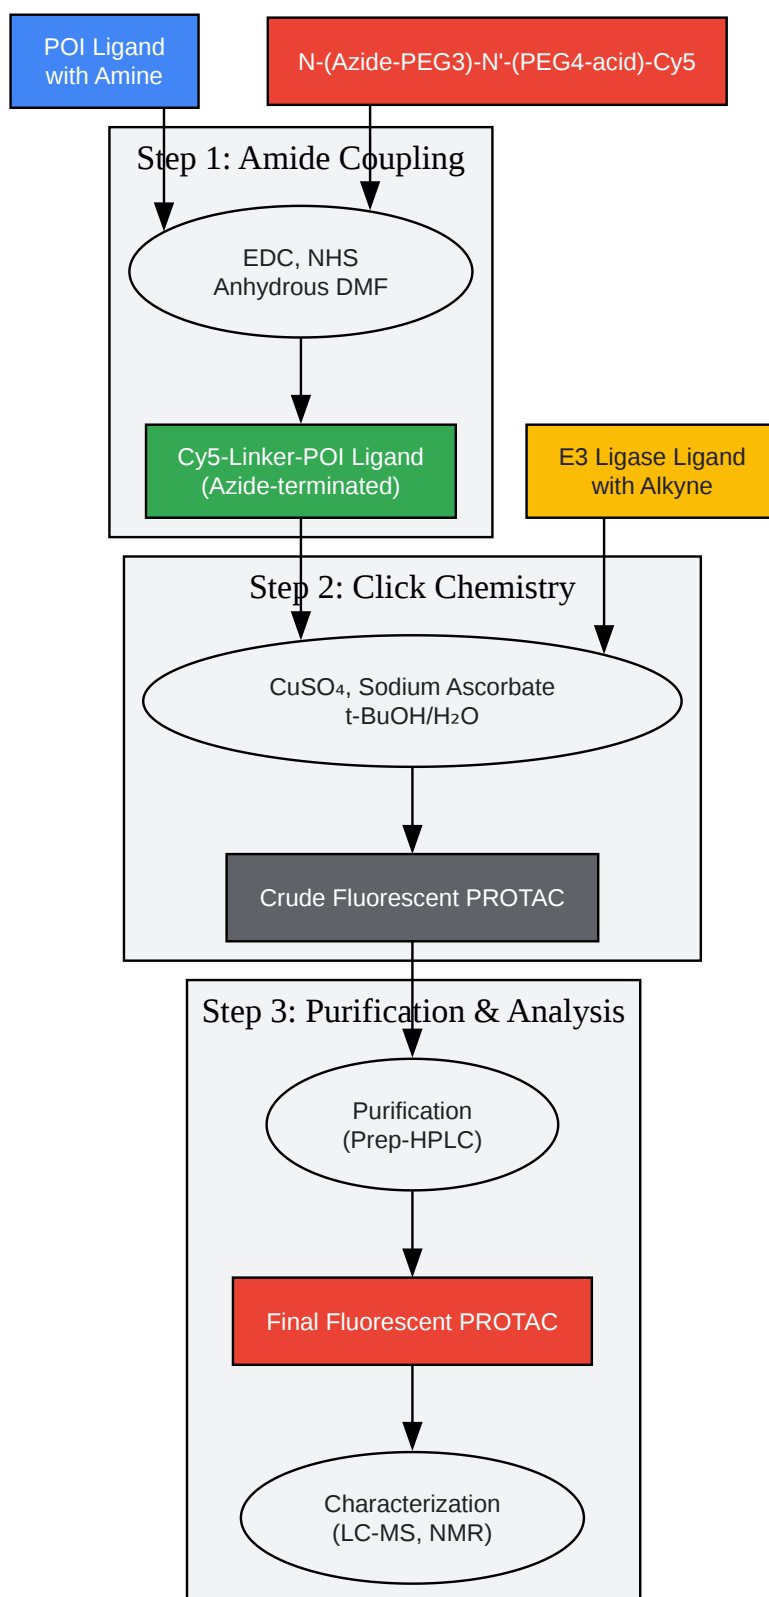 POI Ligand
with Amine
N-(Azide-PEG3)-N'-(PEG4-acid)-Cy5
Step 1: Amide Coupling
EDC, NHS
Anhydrous DMF
Cy5-Linker-POI Ligand
(Azide-terminated)
E3 Ligase Ligand
with Alkyne
Step 2: Click Chemistry
CuSO₄, Sodium Ascorbate
t-BuOH/H₂O
Crude Fluorescent PROTAC
Step 3: Purification & Analysis
Purification
(Prep-HPLC)
Final Fluorescent PROTAC
Characterization
(LC-MS, NMR)